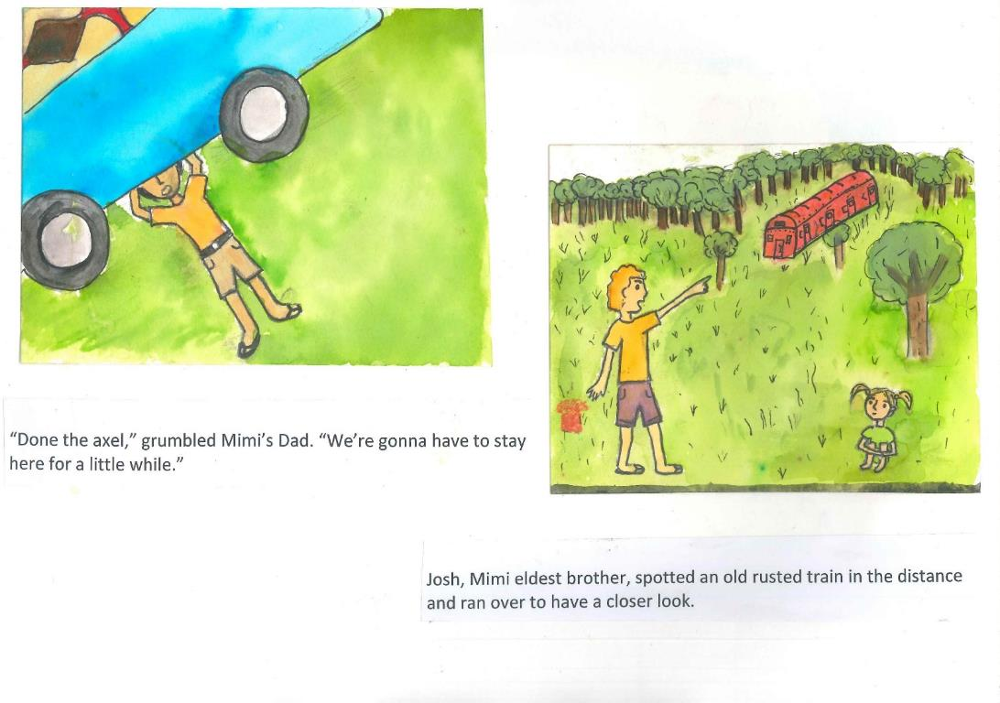 “Done the axel,” grumbled Mimi’s Dad. “We’re gonna have to stay
here for a little while.”
Josh, Mimi eldest brother, spotted an old rusted train in the distance
and ran over to have a closer look.